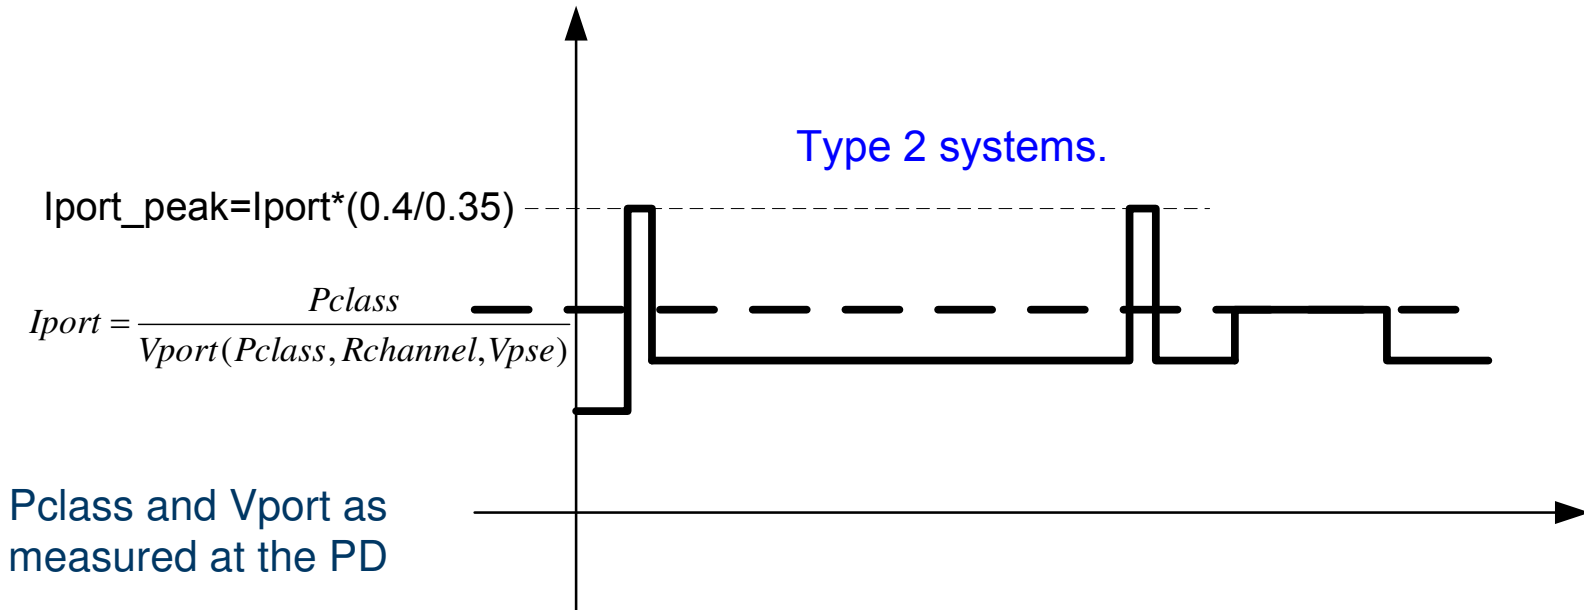 Type 2 systems.
Iport_peak=Iport*(0.4/0.35)
Iport = Pclass / Vport(Pclass, Rchannel, Vpse)
Pclass and Vport as
measured at the PD